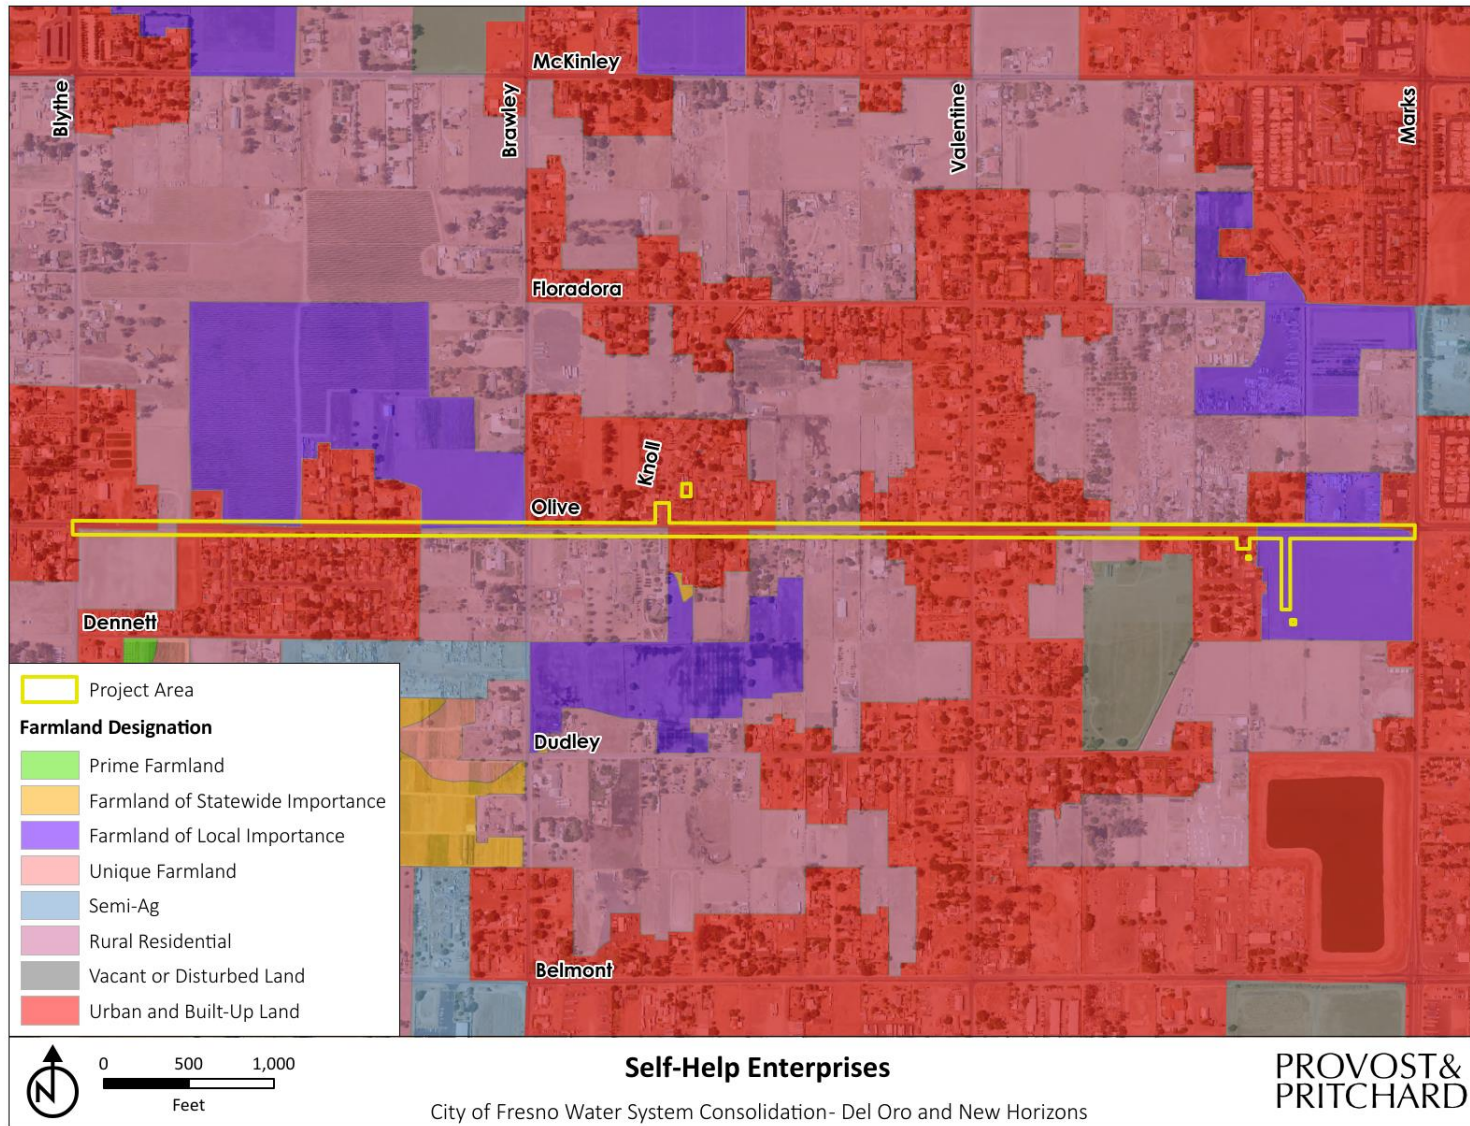 McKinley
Blythe
Brawley
Valentine
Marks
Floradora
Knoll
Olive
Dennett
Dudley
Belmont
Project Area
Farmland Designation
Prime Farmland
Farmland of Statewide Importance
Farmland of Local Importance
Unique Farmland
Semi-Ag
Rural Residential
Vacant or Disturbed Land
Urban and Built-Up Land
N
0 500 1,000
Feet
Self-Help Enterprises
City of Fresno Water System Consolidation- Del Oro and New Horizons
PROVOST&
PRITCHARD